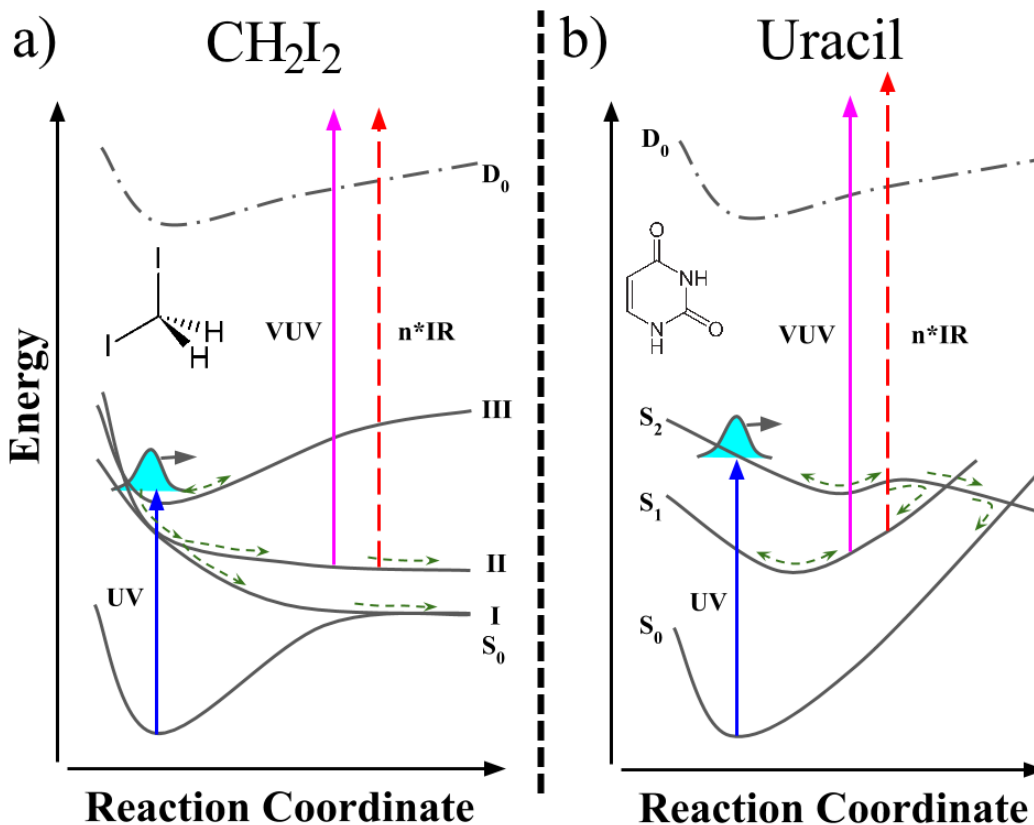 a)
CH₂I₂
Energy
D₀
I
I
H
H
VUV
n*IR
III
UV
II
I
S₀
Reaction Coordinate
b)
Uracil
D₀
O
NH
N
H
O
VUV
n*IR
S₂
S₁
UV
S₀
Reaction Coordinate